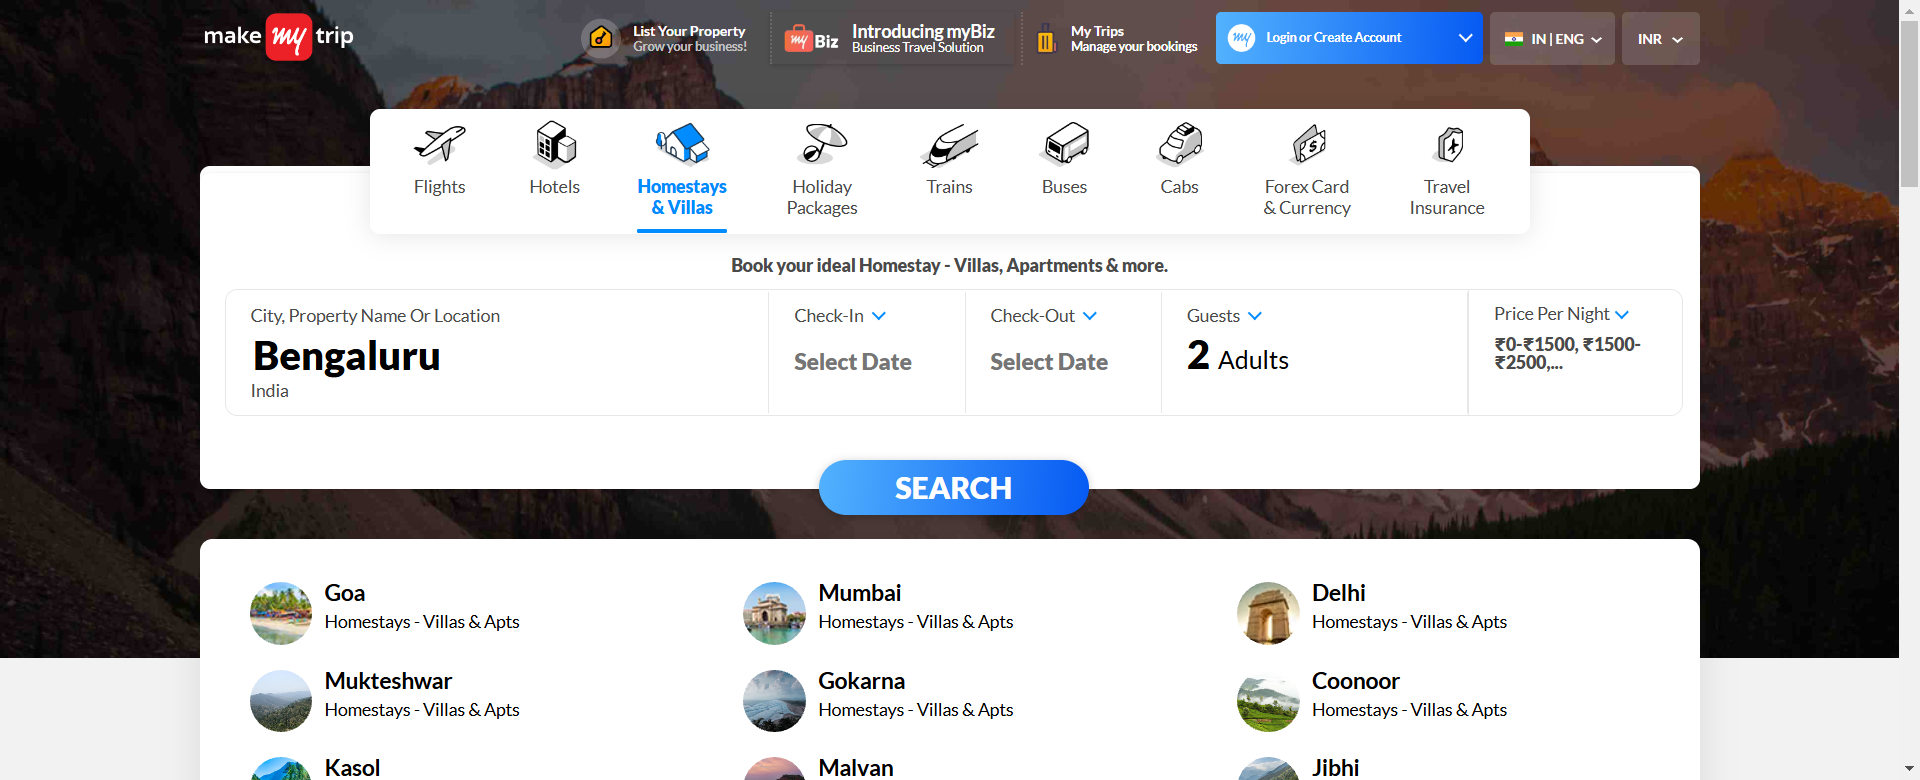 make my trip
List Your Property
Grow your business!
my Biz
Introducing myBiz
Business Travel Solution
My Trips
Manage your bookings
my
Login or Create Account
IN | ENG
INR
Flights
Hotels
Homestays
& Villas
Holiday
Packages
Trains
Buses
Cabs
Forex Card
& Currency
Travel
Insurance
Book your ideal Homestay - Villas, Apartments & more.
City, Property Name Or Location
Bengaluru
India
Check-In
Select Date
Check-Out
Select Date
Guests
2 Adults
Price Per Night
₹0-₹1500, ₹1500-
₹2500,...
SEARCH
Goa
Homestays - Villas & Apts
Mumbai
Homestays - Villas & Apts
Delhi
Homestays - Villas & Apts
Mukteshwar
Homestays - Villas & Apts
Gokarna
Homestays - Villas & Apts
Coonoor
Homestays - Villas & Apts
Kasol
Malvan
Jibhi